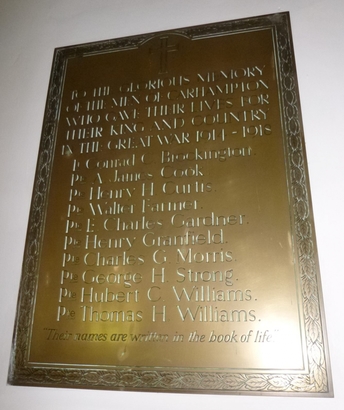 TO THE GLORIOUS MEMORY
OF THE MEN OF CARHAMPTON
WHO GAVE THEIR LIVES FOR
THEIR KING AND COUNTRY
IN THE GREAT WAR 1914-1918
Conrad C. Brockington.
Pte A. James Cook
Pte Henry H. Curtis.
Pte Walter Farmer.
Pte F. Charles Gardner.
Pte Henry Granfield.
Pte Charles G. Morris.
Pte George H. Strong.
Pte Hubert C. Williams.
Pte Thomas H. Williams.
"Their names are written in the book of life"